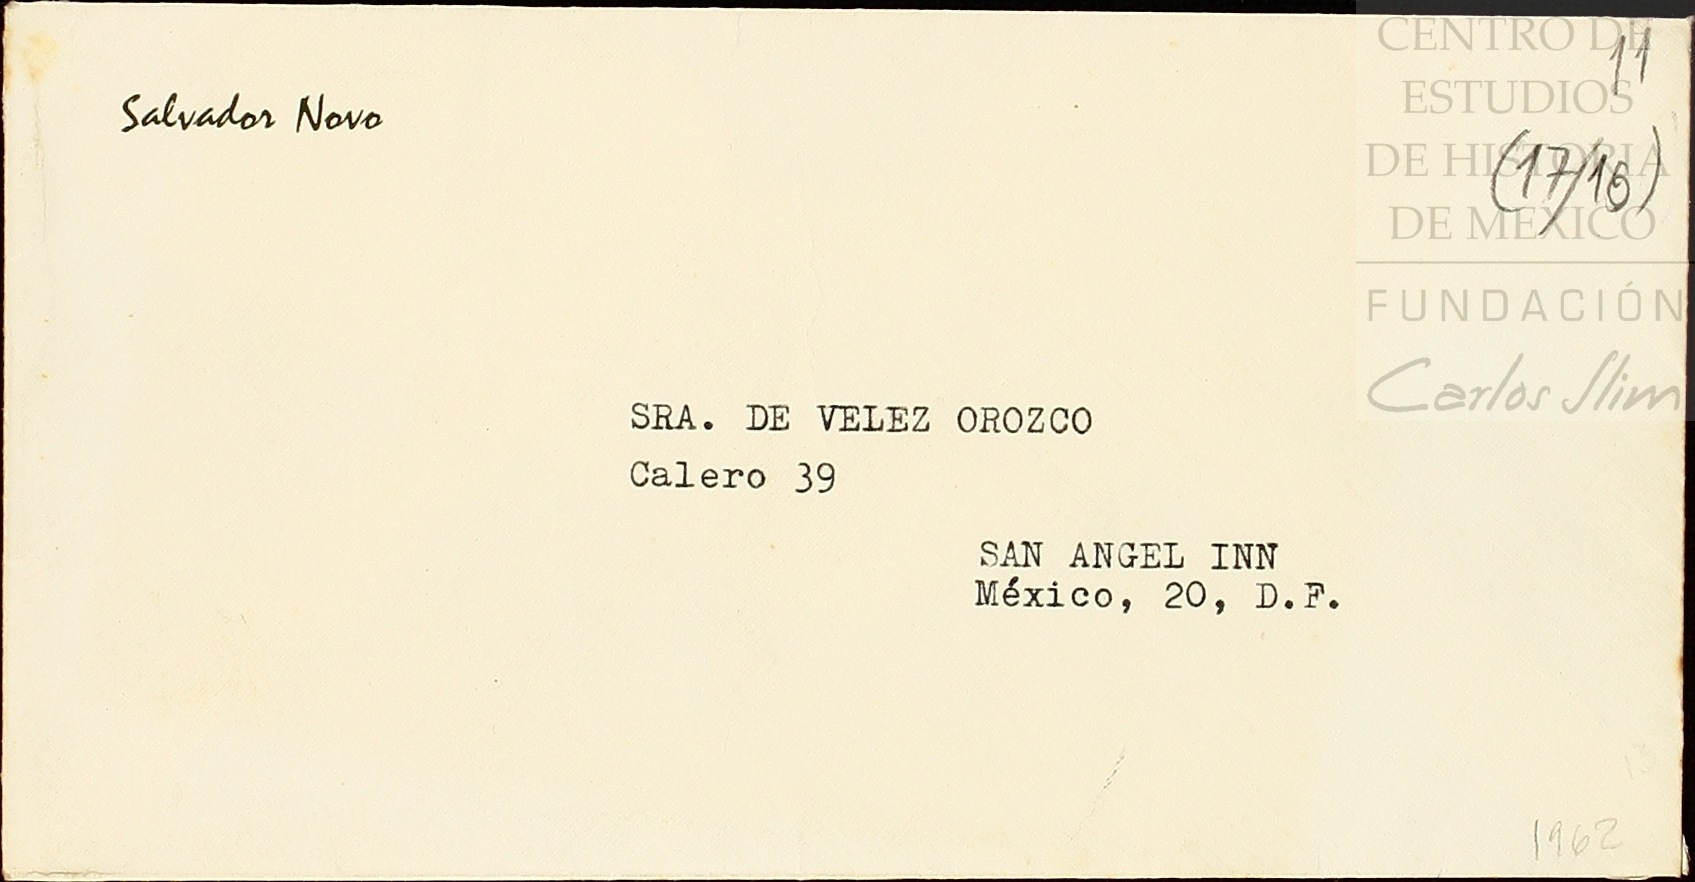 Salvador Novo
11
(17/16)
CENTRO DE
ESTUDIOS
DE HISTORIA
DE MÉXICO
FUNDACIÓN
Carlos Slim
SRA. DE VELEZ OROZCO
Calero 39
SAN ANGEL INN
México, 20, D.F.
1962